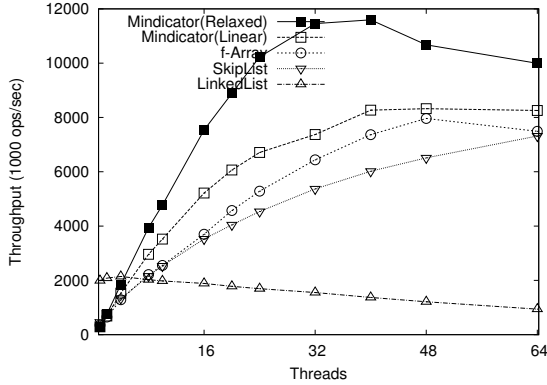 Mindicator(Relaxed)
Mindicator(Linear)
f-Array
SkipList
LinkedList
12000
10000
8000
6000
4000
2000
0
Throughput (1000 ops/sec)
16
32
48
64
Threads